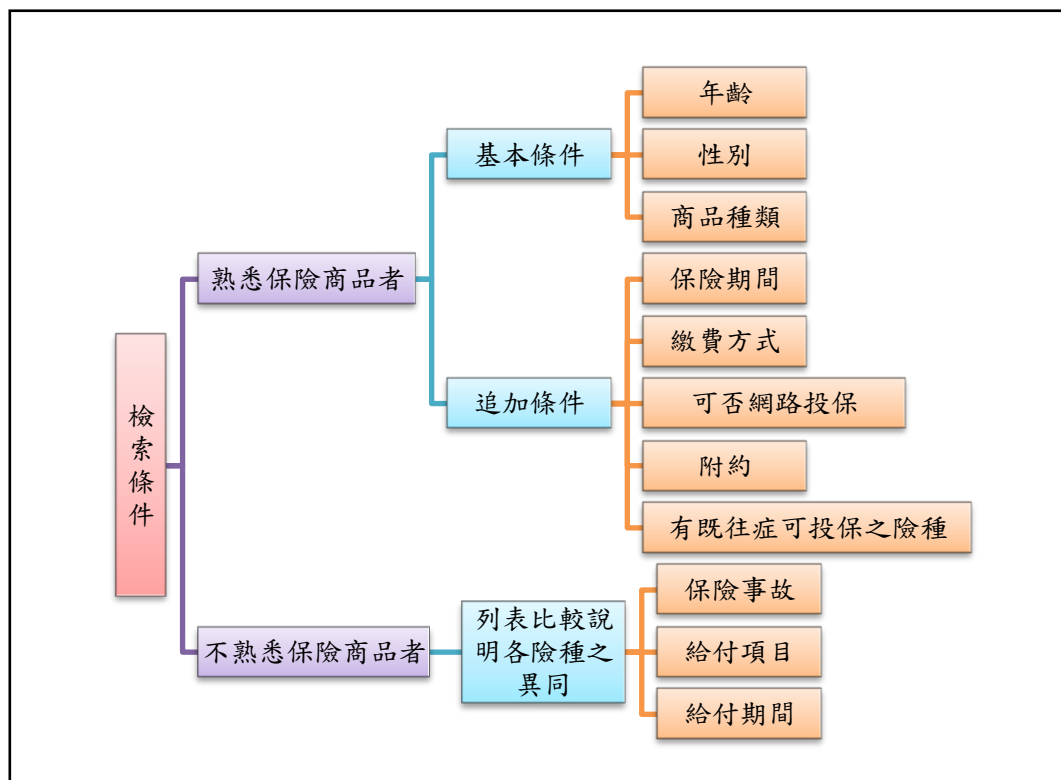 檢索條件
熟悉保險商品者
基本條件
年齡
性別
商品種類
追加條件
保險期間
繳費方式
可否網路投保
附約
有既往症可投保之險種
不熟悉保險商品者
列表比較說
明各險種之
異同
保險事故
給付項目
給付期間